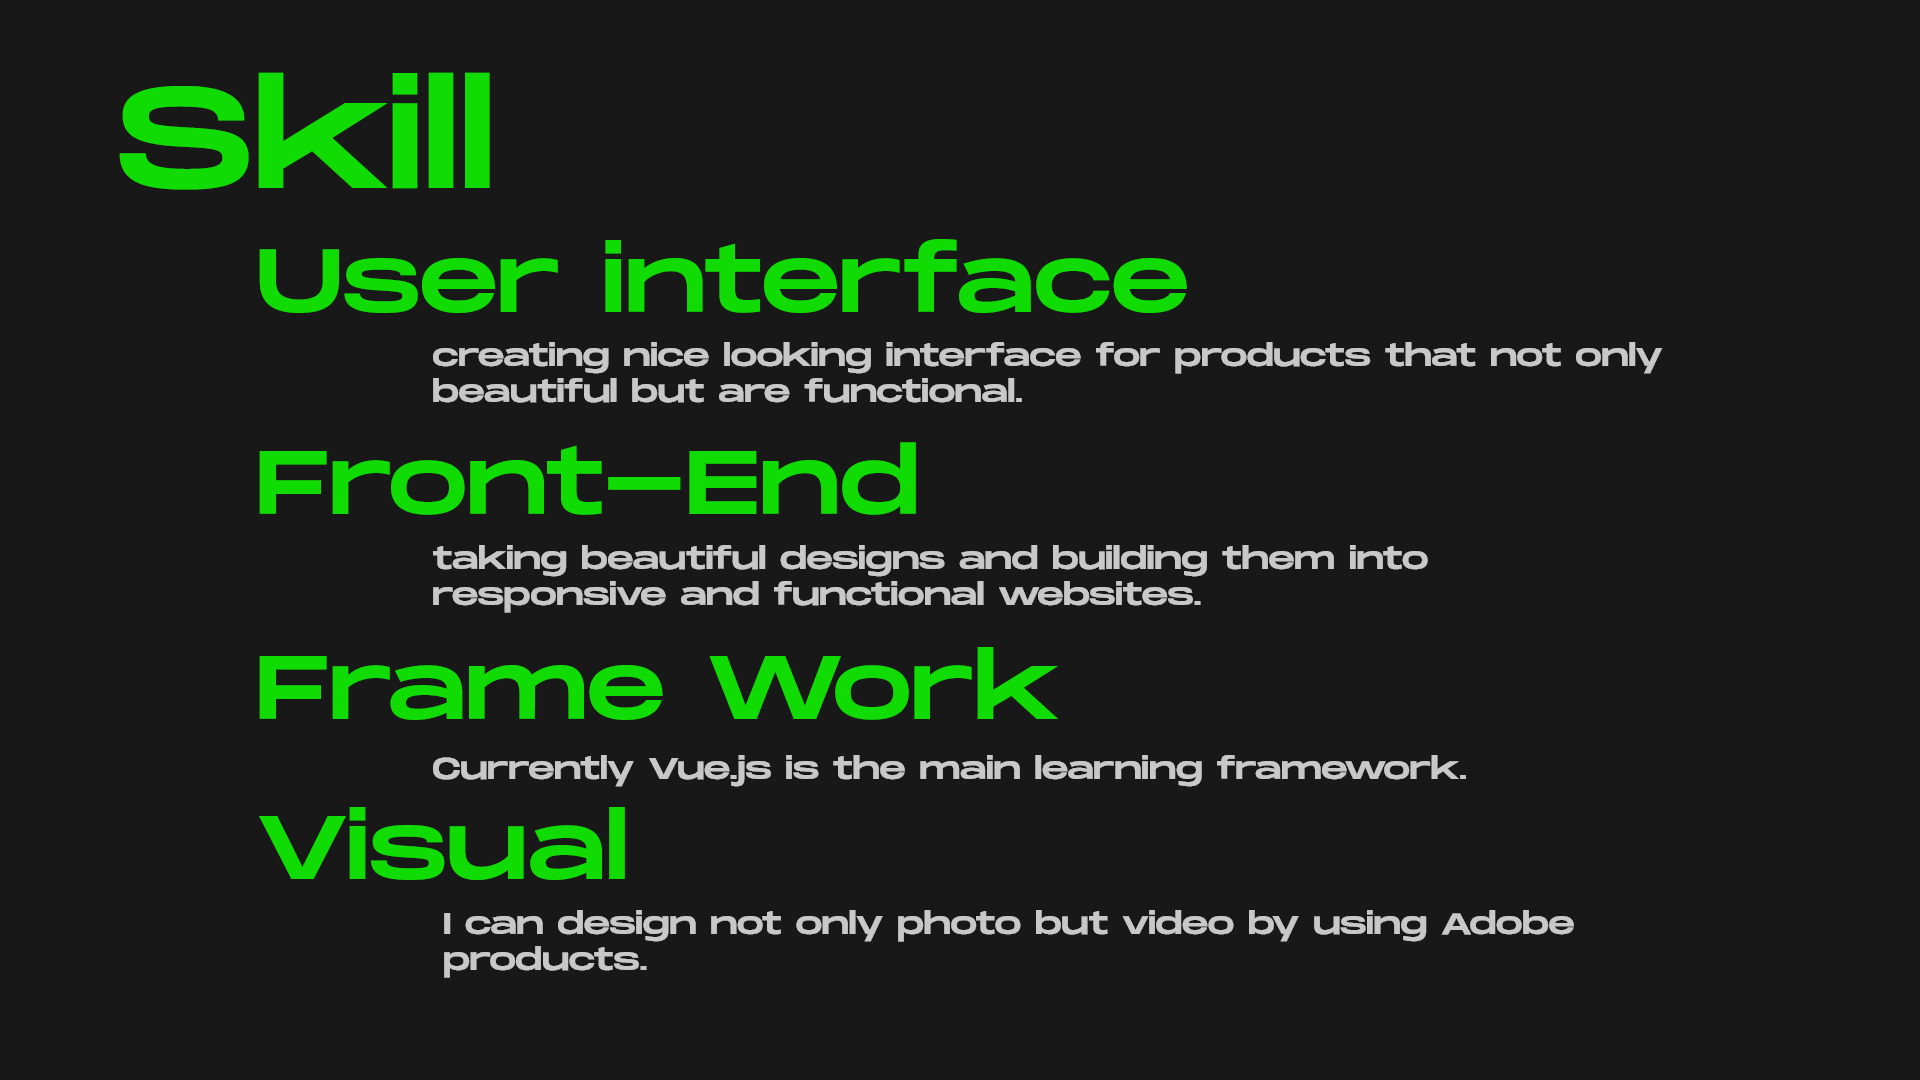 Skill
User interface
creating nice looking interface for products that not only
beautiful but are functional.
Front-End
taking beautiful designs and building them into
responsive and functional websites.
Frame Work
Currently Vue.js is the main learning framework.
Visual
I can design not only photo but video by using Adobe
products.